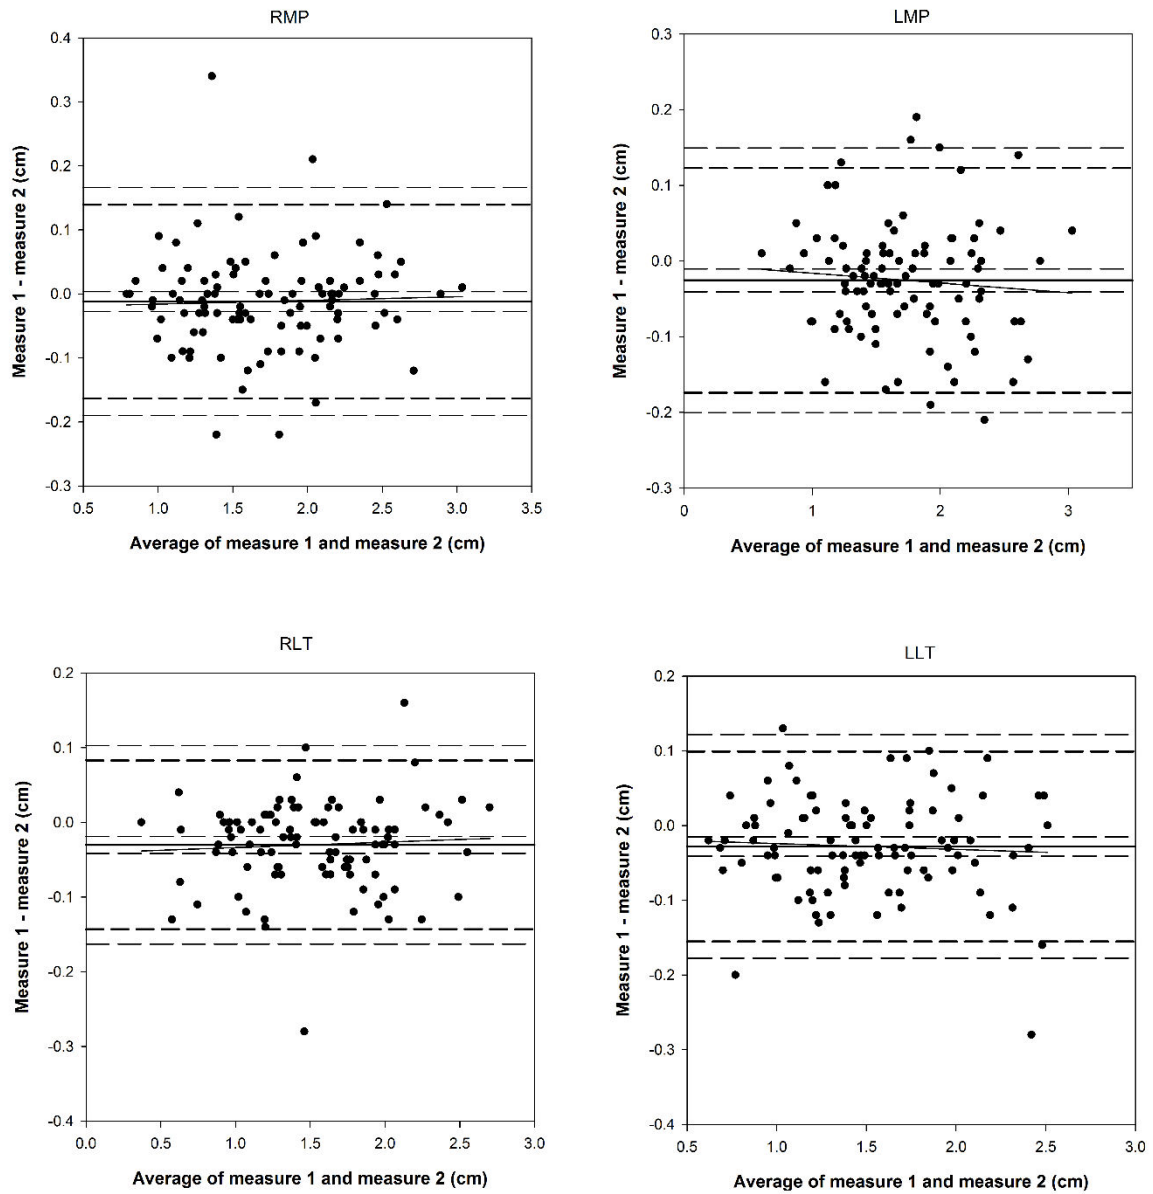 RMP
0.4
0.3
0.2
0.1
0.0
-0.1
-0.2
-0.3
0.5 1.0 1.5 2.0 2.5 3.0 3.5
Measure 1 - measure 2 (cm)
Average of measure 1 and measure 2 (cm)
LMP
0.3
0.2
0.1
0.0
-0.1
-0.2
-0.3
0 1 2 3
Measure 1 - measure 2 (cm)
Average of measure 1 and measure 2 (cm)
RLT
0.2
0.1
0.0
-0.1
-0.2
-0.3
-0.4
0.0 0.5 1.0 1.5 2.0 2.5 3.0
Measure 1 - measure 2 (cm)
Average of measure 1 and measure 2 (cm)
LLT
0.2
0.1
0.0
-0.1
-0.2
-0.3
-0.4
0.5 1.0 1.5 2.0 2.5 3.0
Measure 1 - measure 2 (cm)
Average of measure 1 and measure 2 (cm)